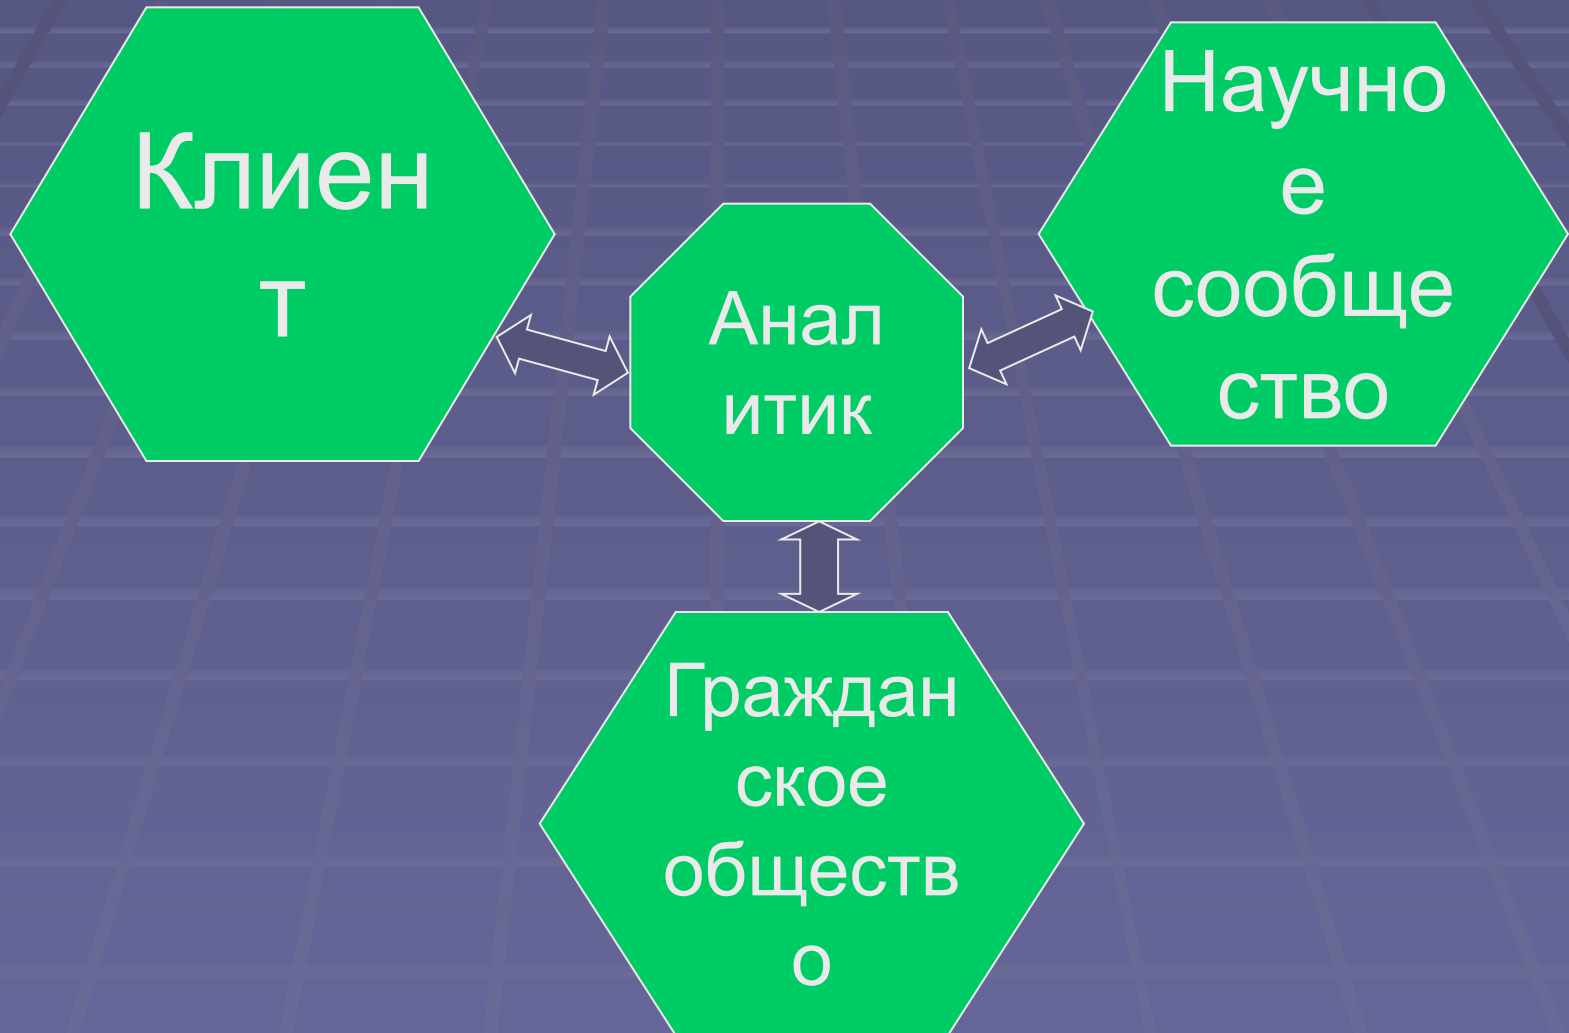 Клиен
т
Анал
итик
Научно
е
сообще
ство
Граждан
ское
обществ
о